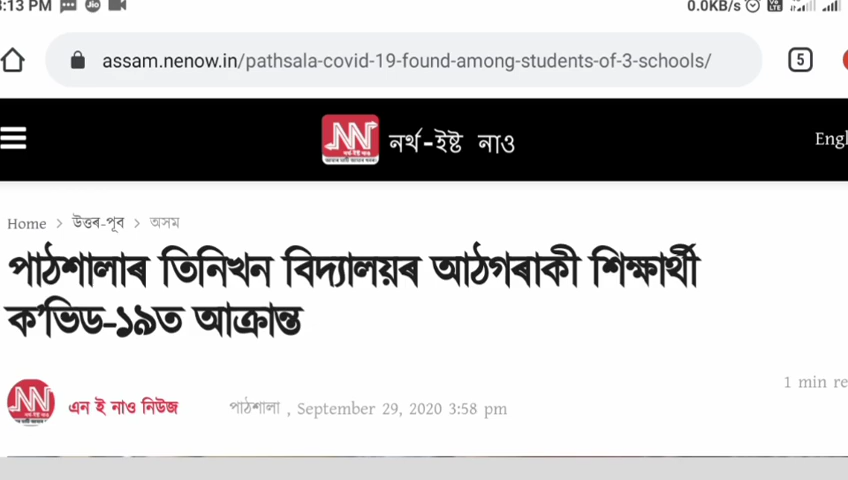 :13 PM
0.0KB/s
assam.nenow.in/pathsala-covid-19-found-among-students-of-3-schools/
5
নৰ্থ-ইষ্ট নাও
Engl
Home > উত্তৰ-পূব > অসম
পাঠশালাৰ তিনিখন বিদ্যালয়ৰ আঠগৰাকী শিক্ষাৰ্থী
ক'ভিড-১৯ত আক্ৰান্ত
1 min re
এন ই নাও নিউজ
পাঠশালা , September 29, 2020 3:58 pm